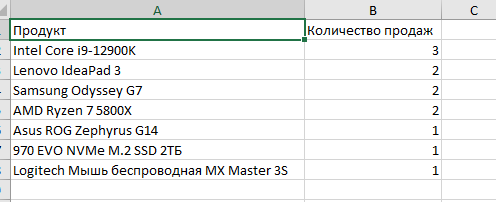 A B C
Продукт Количество продаж
Intel Core i9-12900K 3
Lenovo IdeaPad 3 2
Samsung Odyssey G7 2
AMD Ryzen 7 5800X 2
Asus ROG Zephyrus G14 1
970 EVO NVMe M.2 SSD 2ТБ 1
Logitech Мышь беспроводная MX Master 3S 1